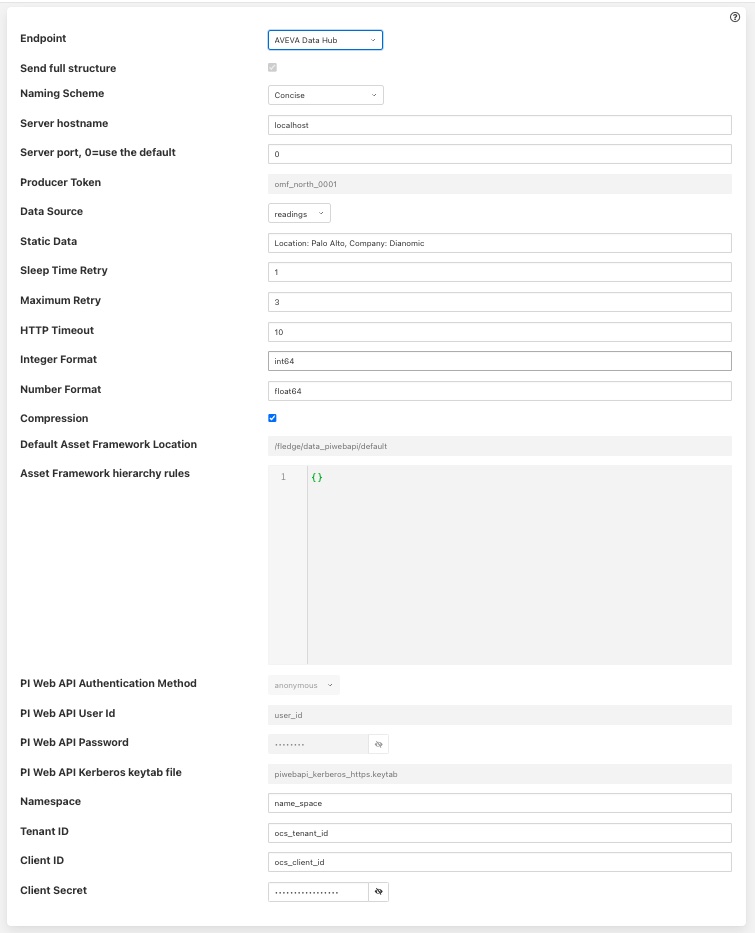 ?
Endpoint AVEVA Data Hub
Send full structure
Naming Scheme Concise
Server hostname localhost
Server port, 0=use the default 0
Producer Token omf_north_0001
Data Source readings
Static Data Location: Palo Alto, Company: Dianomic
Sleep Time Retry 1
Maximum Retry 3
HTTP Timeout 10
Integer Format int64
Number Format float64
Compression
Default Asset Framework Location /fledge/data_piwebapi/default
Asset Framework hierarchy rules 1 {}
PI Web API Authentication Method anonymous
PI Web API User Id user_id
PI Web API Password ········
PI Web API Kerberos keytab file piwebapi_kerberos_https.keytab
Namespace name_space
Tenant ID ocs_tenant_id
Client ID ocs_client_id
Client Secret ·················